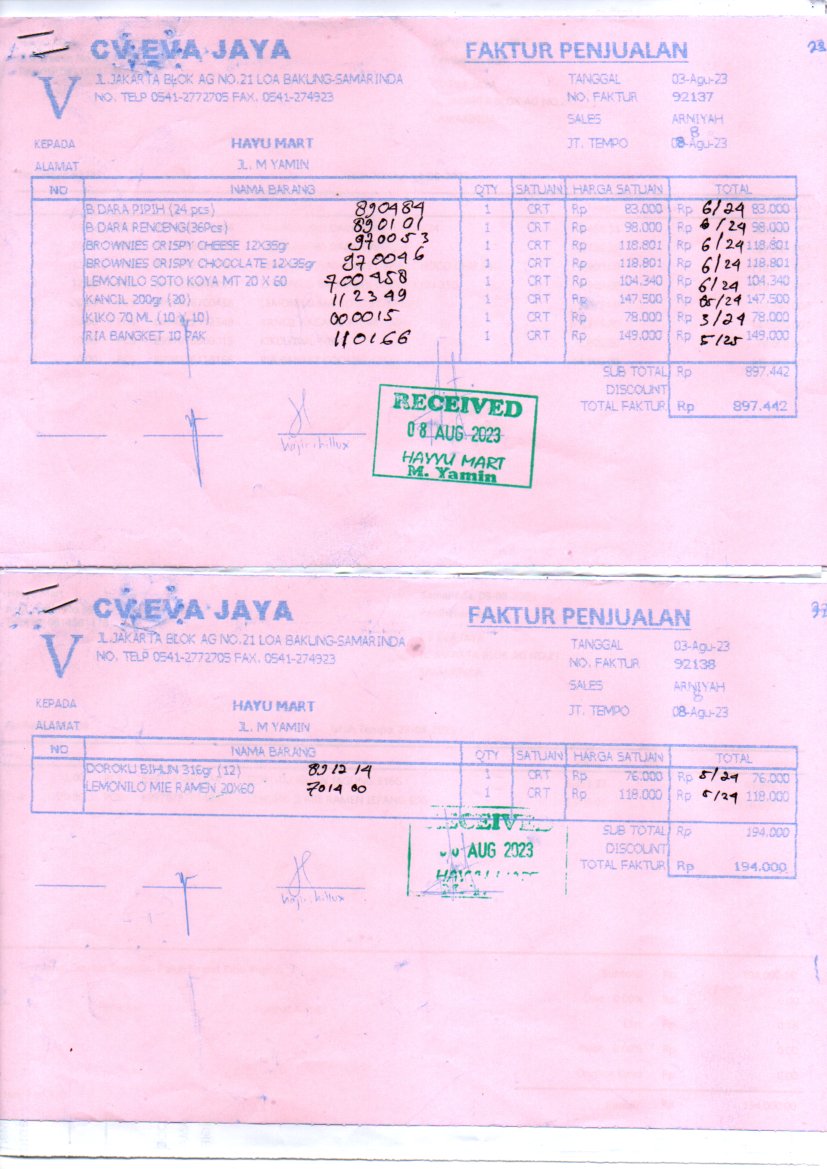 CV.EVA JAYA FAKTUR PENJUALAN
JL.JAKARTA BLOK AG NO.21 LOA BAKUNG-SAMARINDA TANGGAL 03-Agu-23
NO. TELP 0541-2772705 FAX. 0541-274923 NO. FAKTUR 92137
V
SALES ARNIYAH
8
KEPADA HAYU MART JT. TEMPO 08-Agu-23
ALAMAT JL. M YAMIN
NO NAMA BARANG QTY SATUAN HARGA SATUAN TOTAL
B DARA PIPIH (24 pcs) 890484 1 CRT Rp 83.000 Rp 6/24 83.000
B DARA RENCENG(36Pcs) 890101 1 CRT Rp 98.000 Rp 6/24 98.000
BROWNIES CRISPY CHEESE 12X35gr 970053 1 CRT Rp 118.801 Rp 6/24 118.801
BROWNIES CRISPY CHOCOLATE 12X35gr 970046 1 CRT Rp 118.801 Rp 6/24 118.801
LEMONILO SOTO KOYA MT 20 X 60 700458 1 CRT Rp 104.340 Rp 6/24 104.340
KANCIL 200gr (20) 112349 1 CRT Rp 147.500 Rp /24 147.500
KIKO 70 ML (10 X 10) 000015 1 CRT Rp 78.000 Rp 3/24 78.000
RIA BANGKET 10 PAK 110166 1 CRT Rp 149.000 Rp 5/25 149.000
SUB TOTAL Rp 897.442
DISCOUNT
TOTAL FAKTUR Rp 897.442
RECEIVED
08 AUG 2023
HAYYU MART
M. Yamin
CV.EVA JAYA FAKTUR PENJUALAN
JL.JAKARTA BLOK AG NO.21 LOA BAKUNG-SAMARINDA TANGGAL 03-Agu-23
NO. TELP 0541-2772705 FAX. 0541-274923 NO. FAKTUR 92138
V
SALES ARNIYAH
8
KEPADA HAYU MART JT. TEMPO 08-Agu-23
ALAMAT JL. M YAMIN
NO NAMA BARANG QTY SATUAN HARGA SATUAN TOTAL
DOROKU BIHUN 316gr (12) 891214 1 CRT Rp 76.000 Rp 5/24 76.000
LEMONILO MIE RAMEN 20X60 701400 1 CRT Rp 118.000 Rp 5/24 118.000
SUB TOTAL Rp 194.000
DISCOUNT
TOTAL FAKTUR Rp 194.000
AUG 2023